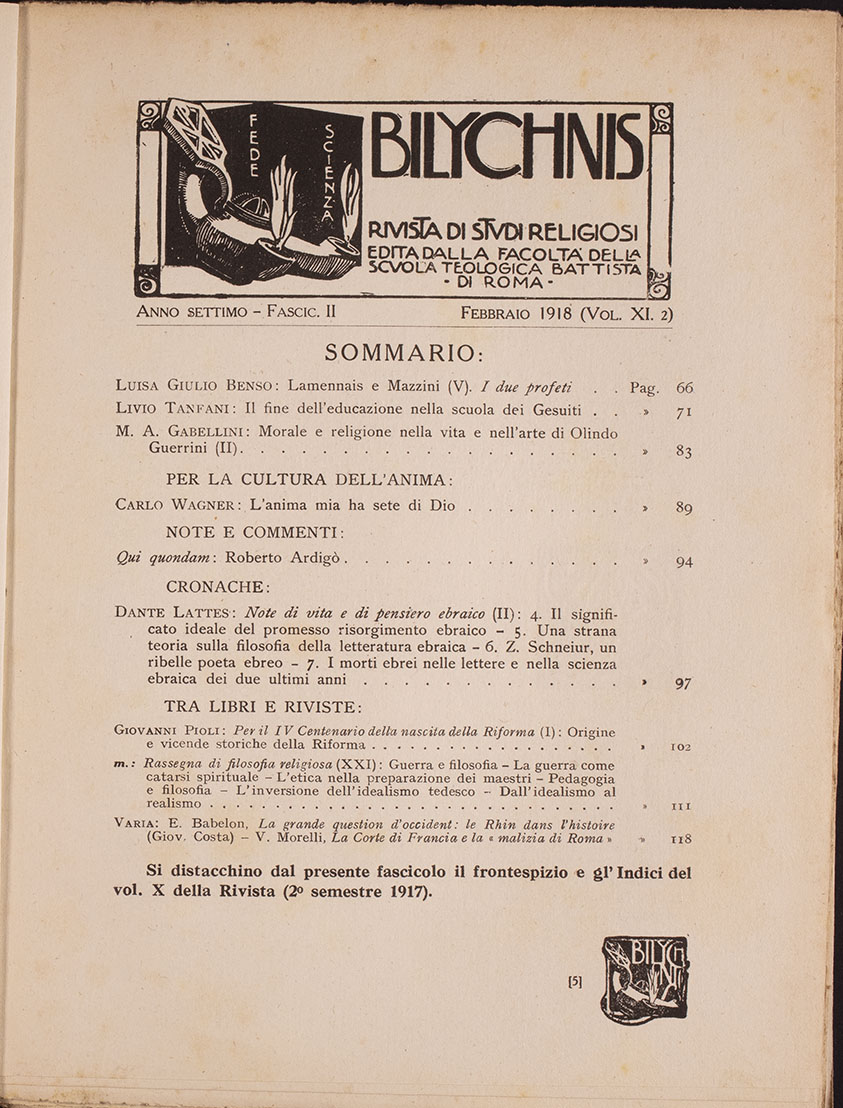 FEDE
SCIENZA
BILYCHNIS
RIVISTA DI STVDI RELIGIOSI
EDITA DALLA FACOLTA' DELLA
SCVOLA TEOLOGICA BATTISTA
- DI ROMA -
ANNO SETTIMO - FASCIC. II FEBBRAIO 1918 (VOL. XI. 2)
SOMMARIO:
LUISA GIULIO BENSO: Lamennais e Mazzini (V). I due profeti . . Pag. 66
LIVIO TANFANI: Il fine dell'educazione nella scuola dei Gesuiti . . » 71
M. A. GABELLINI: Morale e religione nella vita e nell'arte di Olindo
Guerrini (II). . . . . . . . . . . . . . . . . . . » 83
PER LA CULTURA DELL'ANIMA:
CARLO WAGNER: L'anima mia ha sete di Dio . . . . . . . . » 89
NOTE E COMMENTI:
Qui quondam: Roberto Ardigò . . . . . . . . . . . . . . » 94
CRONACHE:
DANTE LATTES: Note di vita e di pensiero ebraico (II): 4. Il signifi-
cato ideale del promesso risorgimento ebraico - 5. Una strana
teoria sulla filosofia della letteratura ebraica - 6. Z. Schneiur, un
ribelle poeta ebreo - 7. I morti ebrei nelle lettere e nella scienza
ebraica dei due ultimi anni . . . . . . . . . . . . . » 97
TRA LIBRI E RIVISTE:
GIOVANNI PIOLI: Per il IV Centenario della nascita della Riforma (I): Origine
e vicende storiche della Riforma . . . . . . . . . . . . . . . . . . » 102
m.: Rassegna di filosofia religiosa (XXI): Guerra e filosofia - La guerra come
catarsi spirituale - L'etica nella preparazione dei maestri - Pedagogia
e filosofia - L'inversione dell'idealismo tedesco - Dall'idealismo al
realismo . . . . . . . . . . . . . . . . . . . . . . . . . . . . . . » 111
VARIA: E. Babelon, La grande question d'occident: le Rhin dans l'histoire
(Giov. Costa) - V. Morelli, La Corte di Francia e la « malizia di Roma » » 118
Si distacchino dal presente fascicolo il frontespizio e gl'Indici del
vol. X della Rivista (2º semestre 1917).
[5]
BILYCHNIS